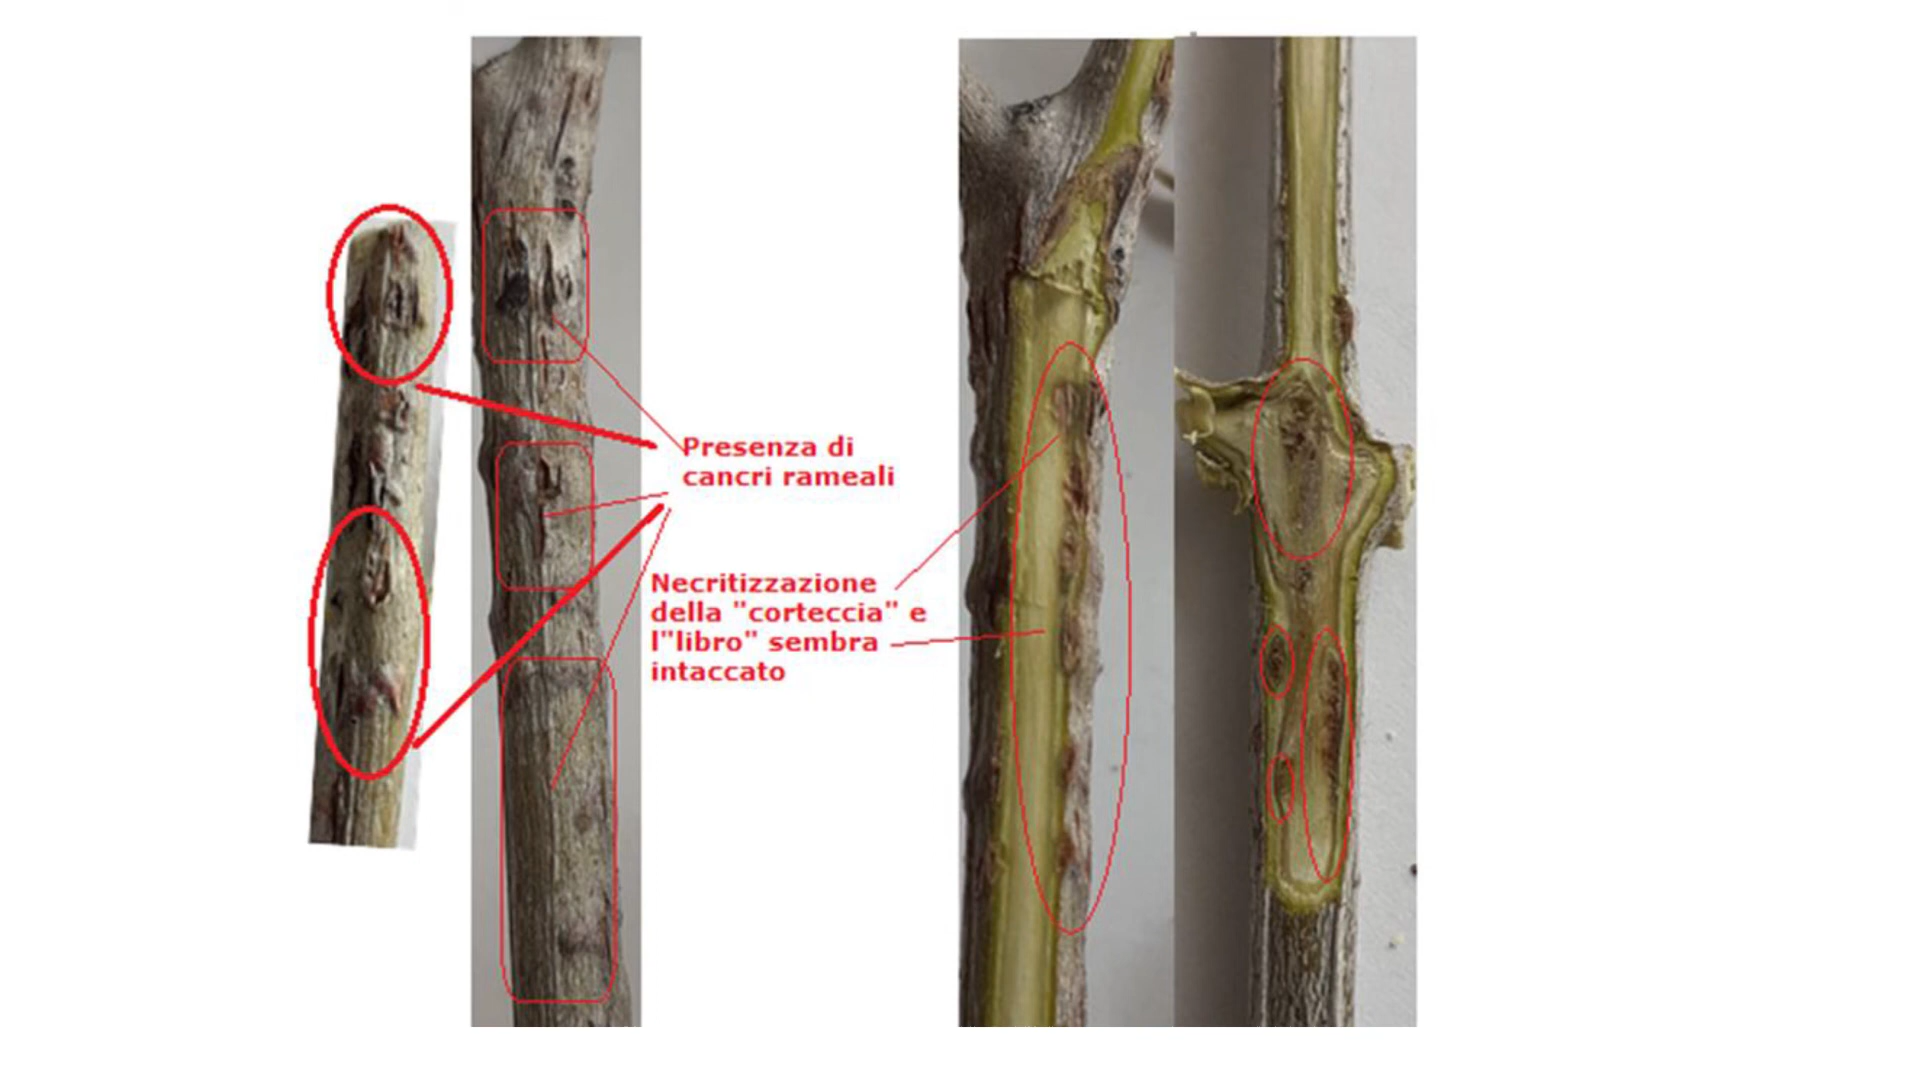 Presenza di
cancri rameali
Necritizzazione
della "corteccia" e
l"libro" sembra
intaccato